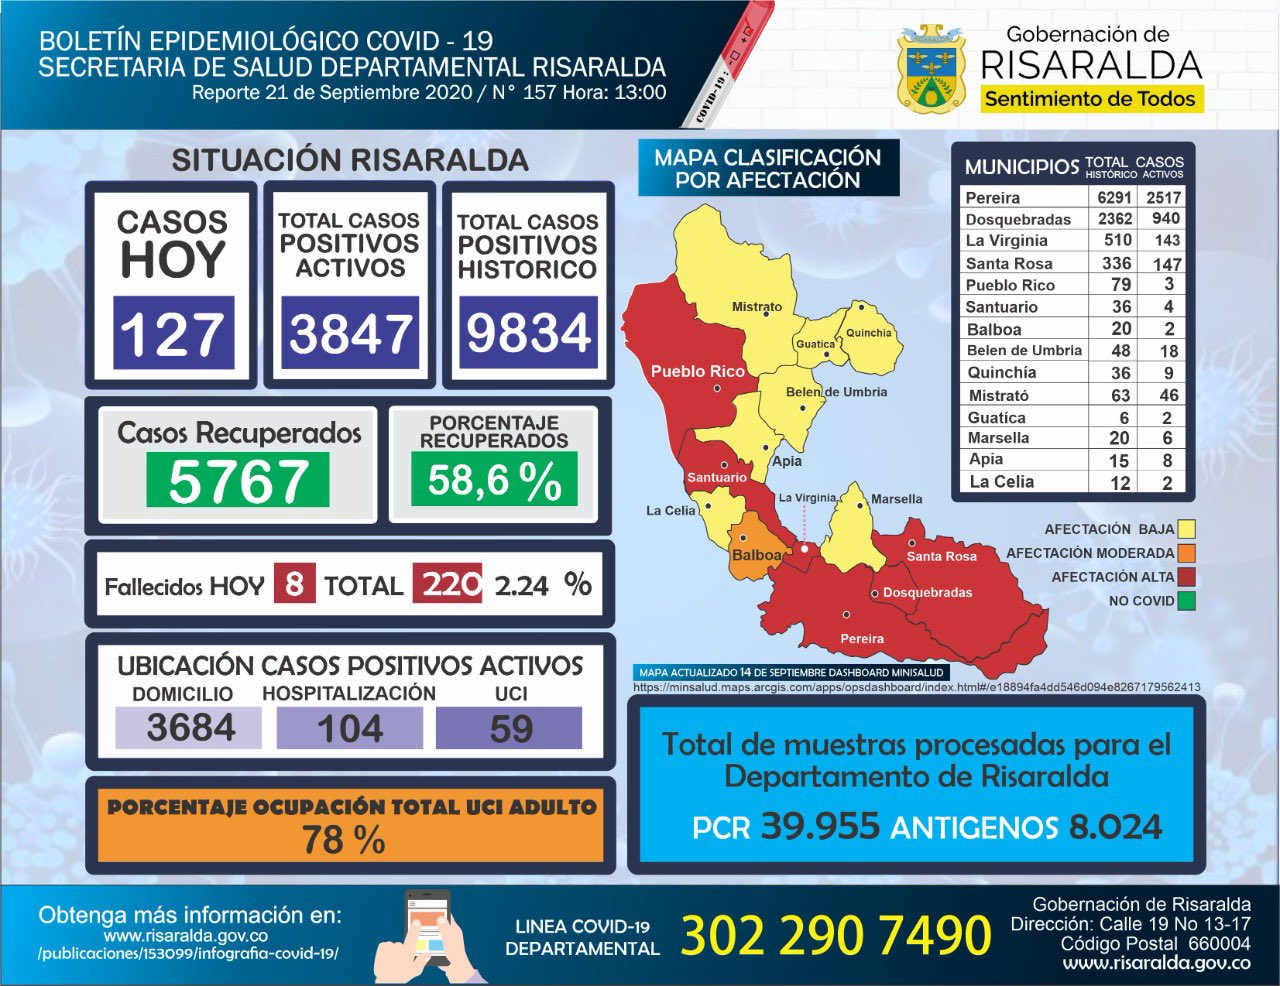 BOLETÍN EPIDEMIOLÓGICO COVID - 19
SECRETARIA DE SALUD DEPARTAMENTAL RISARALDA
Reporte 21 de Septiembre 2020 / N° 157 Hora: 13:00
COVID-19 :
Gobernación de
RISARALDA
Sentimiento de Todos
SITUACIÓN RISARALDA
CASOS
HOY
127
TOTAL CASOS
POSITIVOS
ACTIVOS
3847
TOTAL CASOS
POSITIVOS
HISTORICO
9834
Casos Recuperados
5767
PORCENTAJE
RECUPERADOS
58,6 %
Fallecidos HOY 8 TOTAL 220 2.24 %
UBICACIÓN CASOS POSITIVOS ACTIVOS
DOMICILIO HOSPITALIZACIÓN UCI
3684 104 59
PORCENTAJE OCUPACIÓN TOTAL UCI ADULTO
78 %
MAPA CLASIFICACIÓN
POR AFECTACIÓN
Mistrato
Quinchia
Guatica
Pueblo Rico
Belen de Umbria
Apia
Santuario
La Virginia
Marsella
La Celia
Balboa
Santa Rosa
Dosquebradas
Pereira
MUNICIPIOS TOTAL HISTÓRICO CASOS ACTIVOS
Pereira 6291 2517
Dosquebradas 2362 940
La Virginia 510 143
Santa Rosa 336 147
Pueblo Rico 79 3
Santuario 36 4
Balboa 20 2
Belen de Umbria 48 18
Quinchía 36 9
Mistrató 63 46
Guatica 6 2
Marsella 20 6
Apia 15 8
La Celia 12 2
AFECTACIÓN BAJA
AFECTACIÓN MODERADA
AFECTACIÓN ALTA
NO COVID
MAPA ACTUALIZADO 14 DE SEPTIEMBRE DASHBOARD MINISALUD
https://minsalud.maps.arcgis.com/apps/opsdashboard/index.html#/e18894fa4dd546d094e8267179562413
Total de muestras procesadas para el
Departamento de Risaralda
PCR 39.955 ANTIGENOS 8.024
Obtenga más información en:
www.risaralda.gov.co
/publicaciones/153099/infografia-covid-19/
LINEA COVID-19
DEPARTAMENTAL
302 290 7490
Gobernación de Risaralda
Dirección: Calle 19 No 13-17
Código Postal 660004
www.risaralda.gov.co